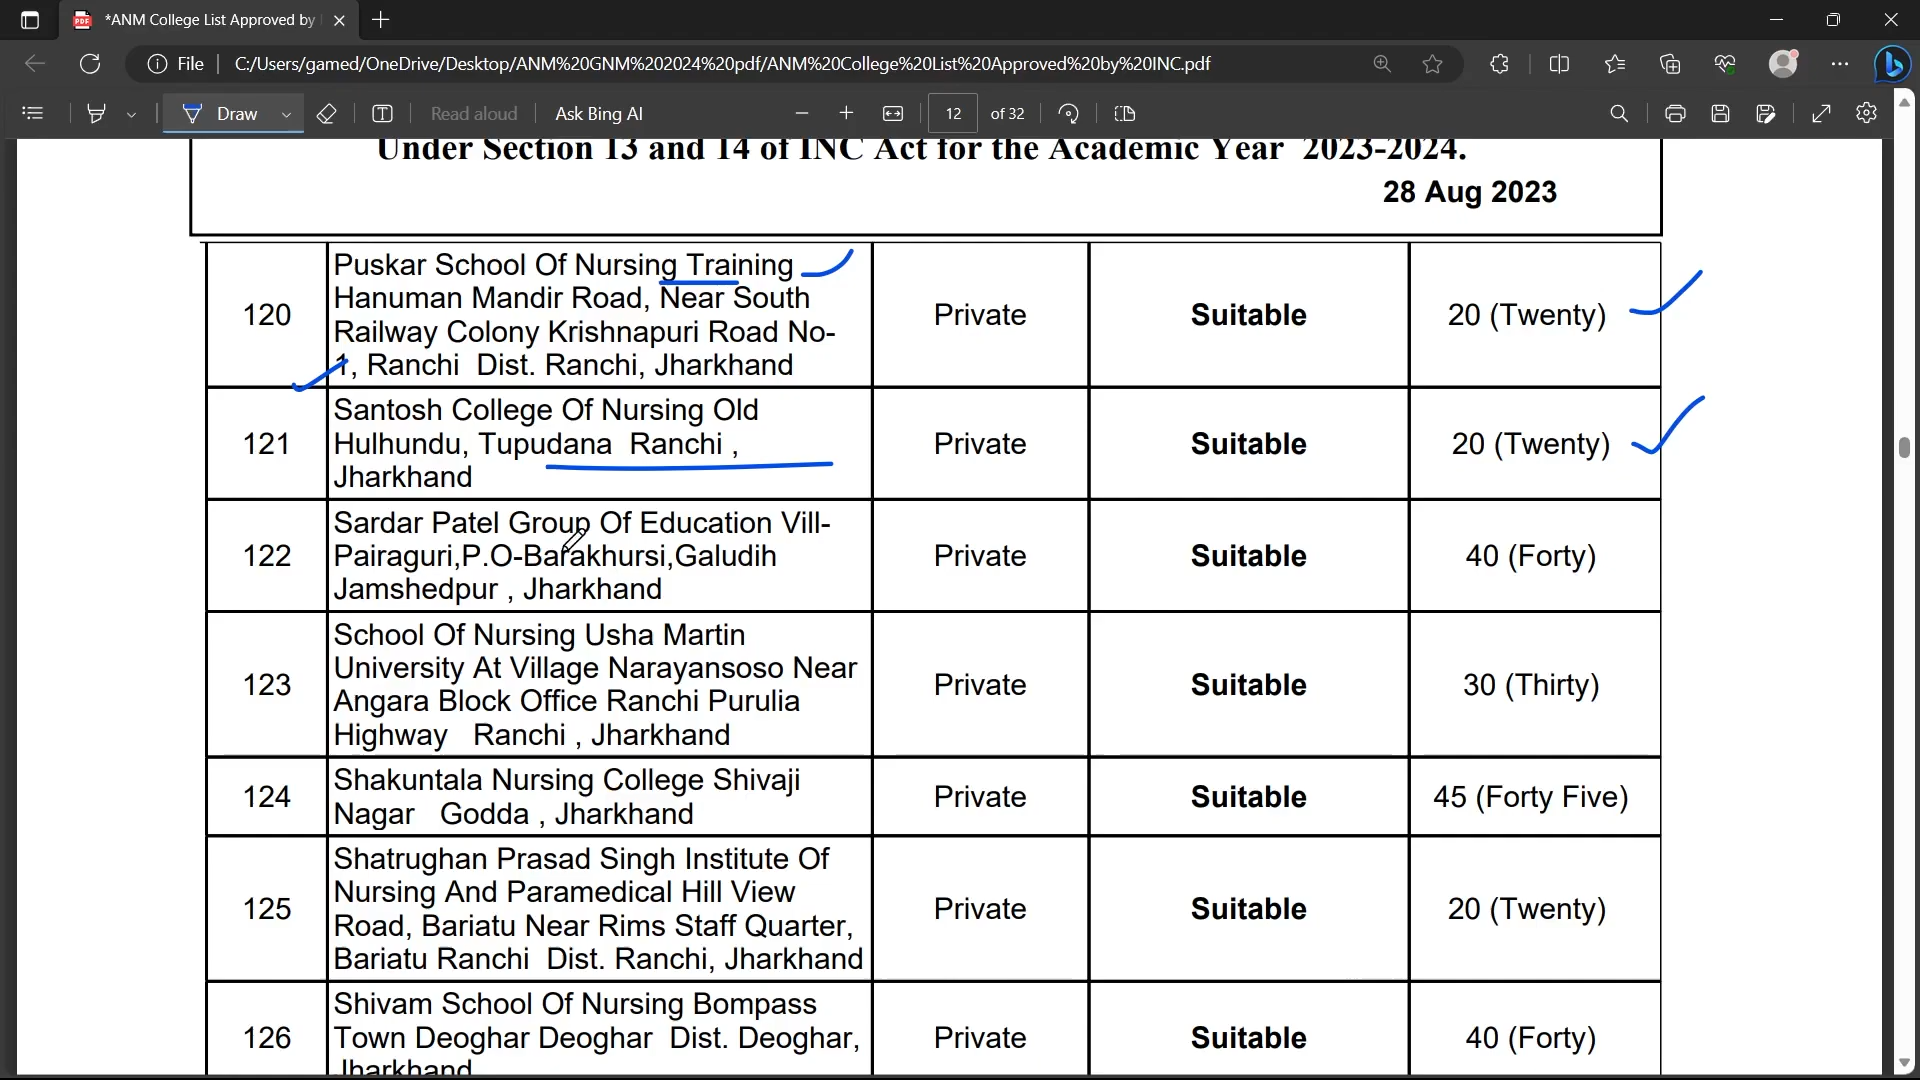 *ANM College List Approved by
File
C:/Users/gamed/OneDrive/Desktop/ANM%20GNM%202024%20pdf/ANM%20College%20List%20Approved%20by%20INC.pdf
Draw
Read aloud
Ask Bing AI
12
of 32
Under Section 13 and 14 of INC Act for the Academic Year 2023-2024.
28 Aug 2023
120
Puskar School Of Nursing Training
Hanuman Mandir Road, Near South
Railway Colony Krishnapuri Road No-
1, Ranchi Dist. Ranchi, Jharkhand
Private
Suitable
20 (Twenty)
121
Santosh College Of Nursing Old
Hulhundu, Tupudana Ranchi ,
Jharkhand
Private
Suitable
20 (Twenty)
122
Sardar Patel Group Of Education Vill-
Pairaguri,P.O-Barakhursi,Galudih
Jamshedpur , Jharkhand
Private
Suitable
40 (Forty)
123
School Of Nursing Usha Martin
University At Village Narayansoso Near
Angara Block Office Ranchi Purulia
Highway Ranchi , Jharkhand
Private
Suitable
30 (Thirty)
124
Shakuntala Nursing College Shivaji
Nagar Godda , Jharkhand
Private
Suitable
45 (Forty Five)
125
Shatrughan Prasad Singh Institute Of
Nursing And Paramedical Hill View
Road, Bariatu Near Rims Staff Quarter,
Bariatu Ranchi Dist. Ranchi, Jharkhand
Private
Suitable
20 (Twenty)
126
Shivam School Of Nursing Bompass
Town Deoghar Deoghar Dist. Deoghar,
Jharkhand
Private
Suitable
40 (Forty)